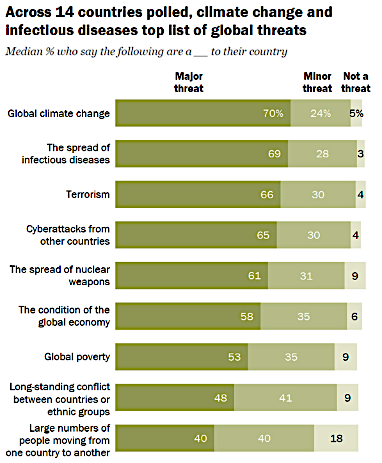 Across 14 countries polled, climate change and
infectious diseases top list of global threats
Median % who say the following are a __ to their country
Major
threat
Minor
threat
Not a
threat
Global climate change 70% 24% 5%
The spread of
infectious diseases 69 28 3
Terrorism 66 30 4
Cyberattacks from
other countries 65 30 4
The spread of nuclear
weapons 61 31 9
The condition of the
global economy 58 35 6
Global poverty 53 35 9
Long-standing conflict
between countries or
ethnic groups 48 41 9
Large numbers of
people moving from
one country to another 40 40 18